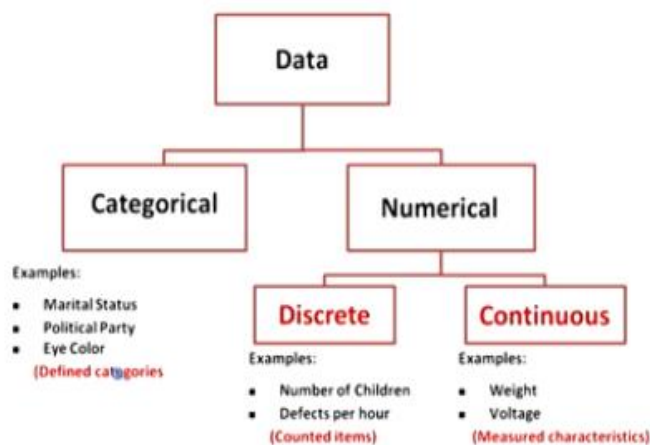 Data
Categorical
Numerical
Examples:
▪ Marital Status
▪ Political Party
▪ Eye Color
(Defined categories
Discrete
Continuous
Examples:
▪ Number of Children
▪ Defects per hour
(Counted items)
Examples:
▪ Weight
▪ Voltage
(Measured characteristics)